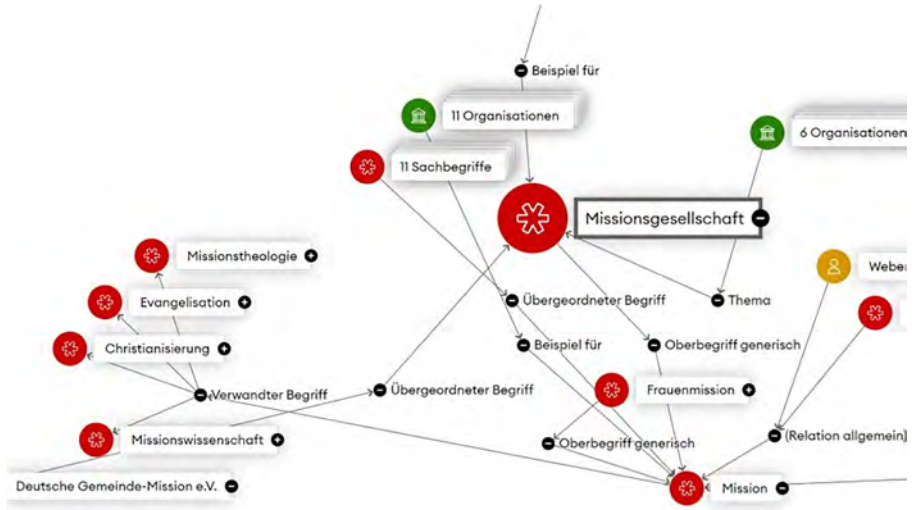 Beispiel für
11 Organisationen
6 Organisationen
11 Sachbegriffe
Missionsgesellschaft
Missionstheologie
Weber
Evangelisation
Übergeordneter Begriff
Thema
Christianisierung
Beispiel für
Oberbegriff generisch
Verwandter Begriff
Übergeordneter Begriff
Frauenmission
Missionswissenschaft
Oberbegriff generisch
(Relation allgemein)
Deutsche Gemeinde-Mission e.V.
Mission